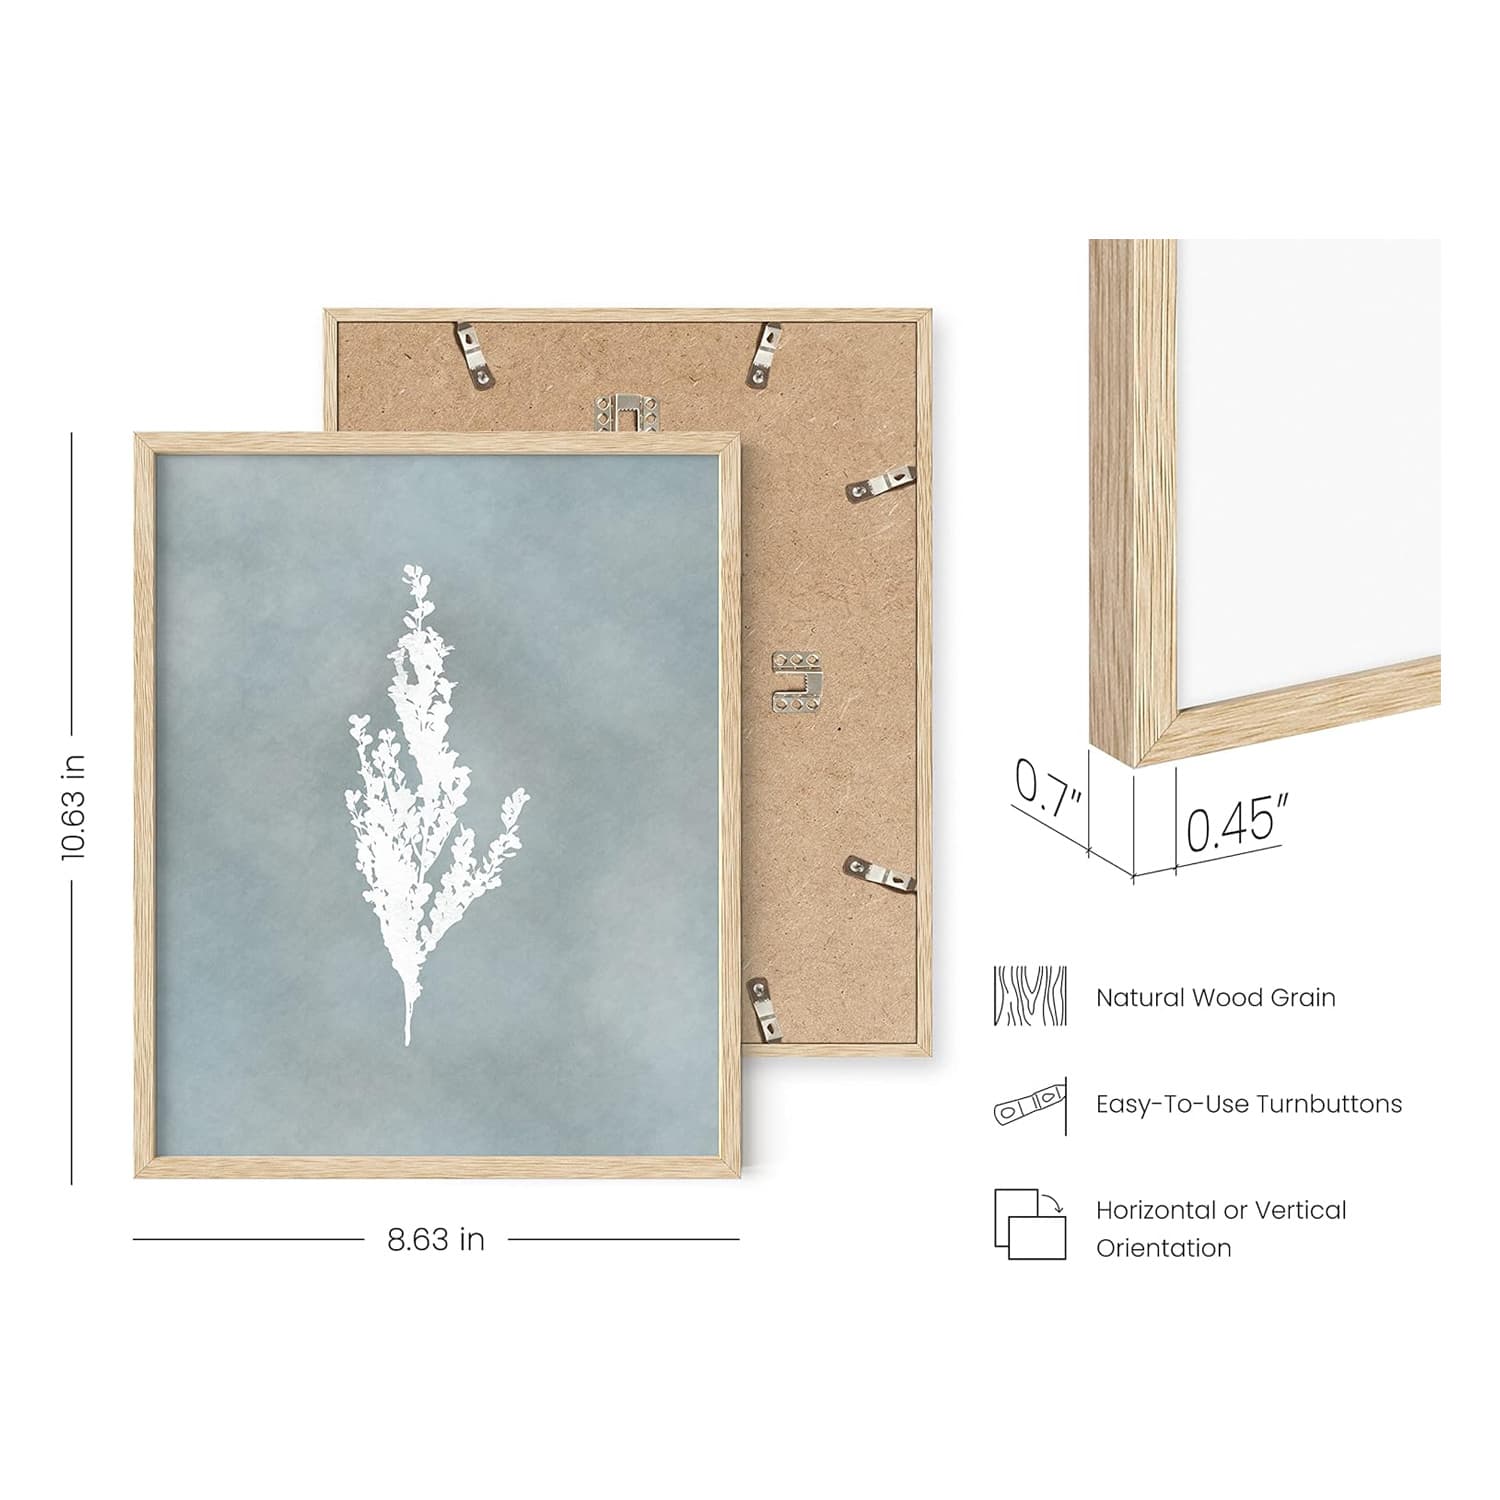 10.63 in
8.63 in
0.7"
0.45"
Natural Wood Grain
Easy-To-Use Turnbuttons
Horizontal or Vertical
Orientation